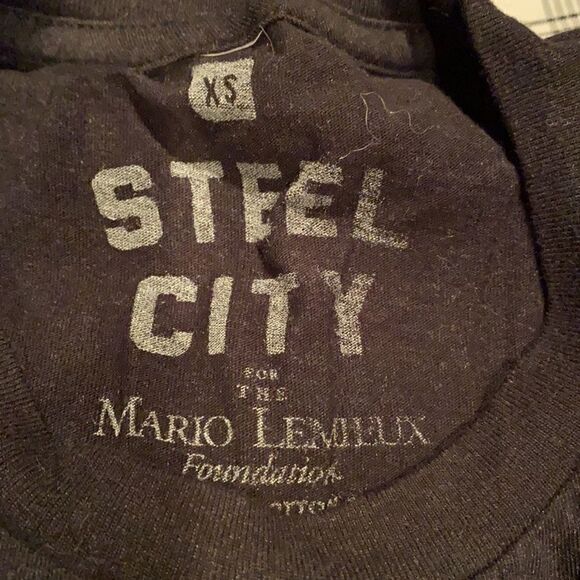 XS
STEEL
CITY
FOR
THE
MARIO LEMIEUX
Foundation